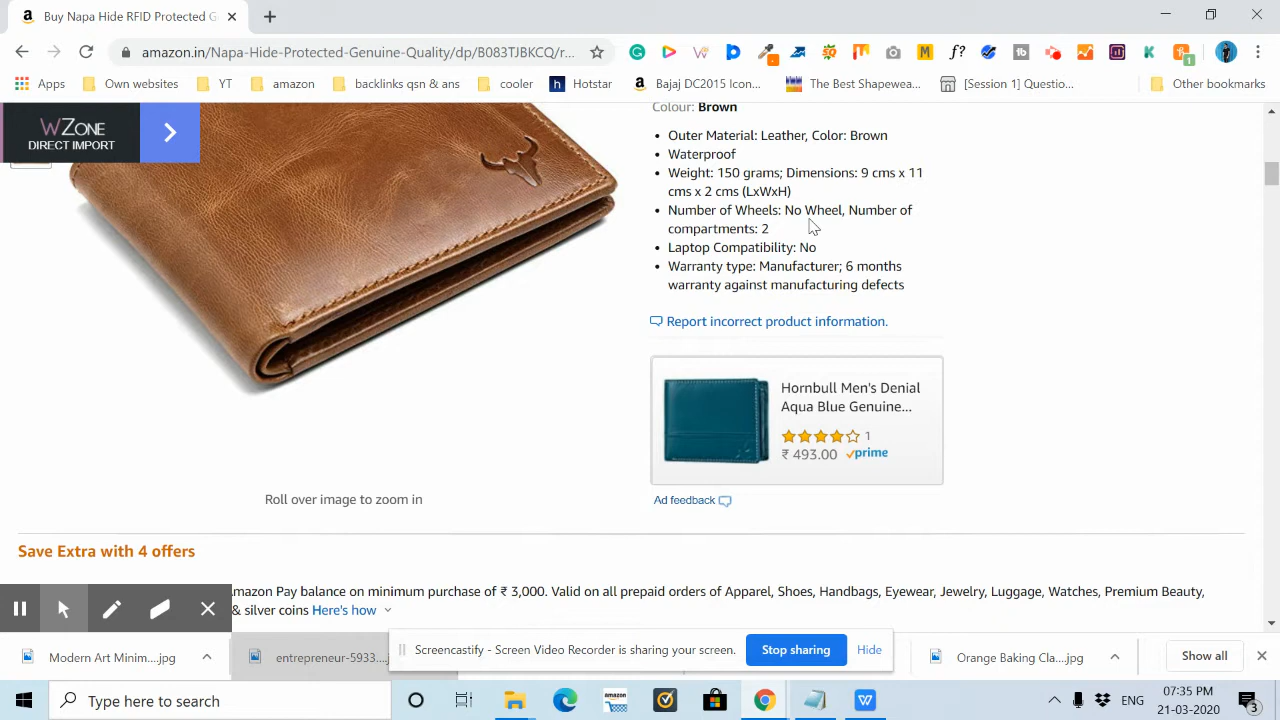 Buy Napa Hide RFID Protected G
amazon.in/Napa-Hide-Protected-Genuine-Quality/dp/B083TJBKCQ/r...
Apps
Own websites
YT
amazon
backlinks qsn & ans
cooler
Hotstar
Bajaj DC2015 Icon...
The Best Shapewea...
[Session 1] Questio...
Other bookmarks
WZONE
DIRECT IMPORT
Colour: Brown
Outer Material: Leather, Color: Brown
Waterproof
Weight: 150 grams; Dimensions: 9 cms x 11
cms x 2 cms (LxWxH)
Number of Wheels: No Wheel, Number of
compartments: 2
Laptop Compatibility: No
Warranty type: Manufacturer; 6 months
warranty against manufacturing defects
Report incorrect product information.
Hornbull Men's Denial
Aqua Blue Genuine...
1
₹ 493.00 prime
Ad feedback
Roll over image to zoom in
Save Extra with 4 offers
Amazon Pay balance on minimum purchase of ₹ 3,000. Valid on all prepaid orders of Apparel, Shoes, Handbags, Eyewear, Jewelry, Luggage, Watches, Premium Beauty,
& silver coins Here's how
Modern Art Minim....jpg
entrepreneur-5933....j
Screencastify - Screen Video Recorder is sharing your screen.
Stop sharing
Hide
Orange Baking Cla....jpg
Show all
Type here to search
amazon
ENG
07:35 PM
21-03-2020
3